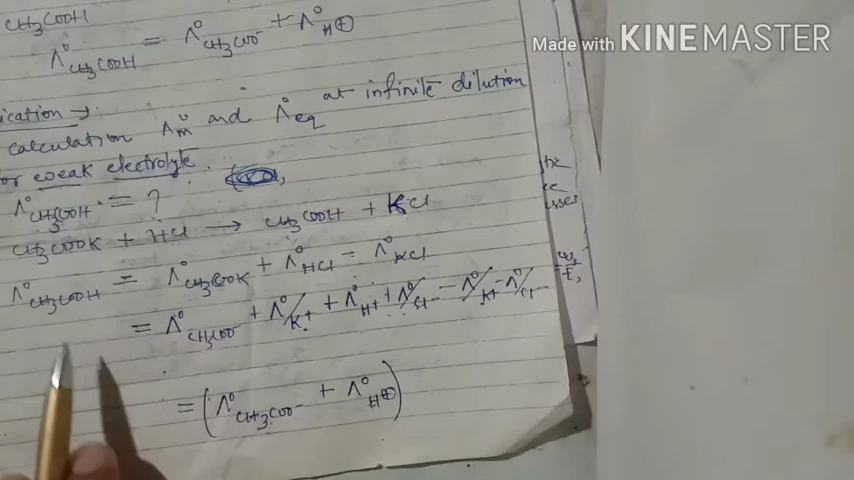 CH3COOH
Λ°CH3COOH = Λ°CH3COO- + Λ°H⊕
Made with KINEMASTER
ication →
calculation Λ°m and Λ°eq at infinite dilution
or weak electrolyte.
Λ°CH3COOH = ?
CH3COOK + HCl → CH3COOH + KCl
Λ°CH3COOH = Λ°CH3COOK + Λ°HCl - Λ°KCl
= Λ°CH3COO- + Λ°K+ + Λ°H+ + Λ°Cl- - Λ°K+ - Λ°Cl-
= (Λ°CH3COO- + Λ°H⊕)